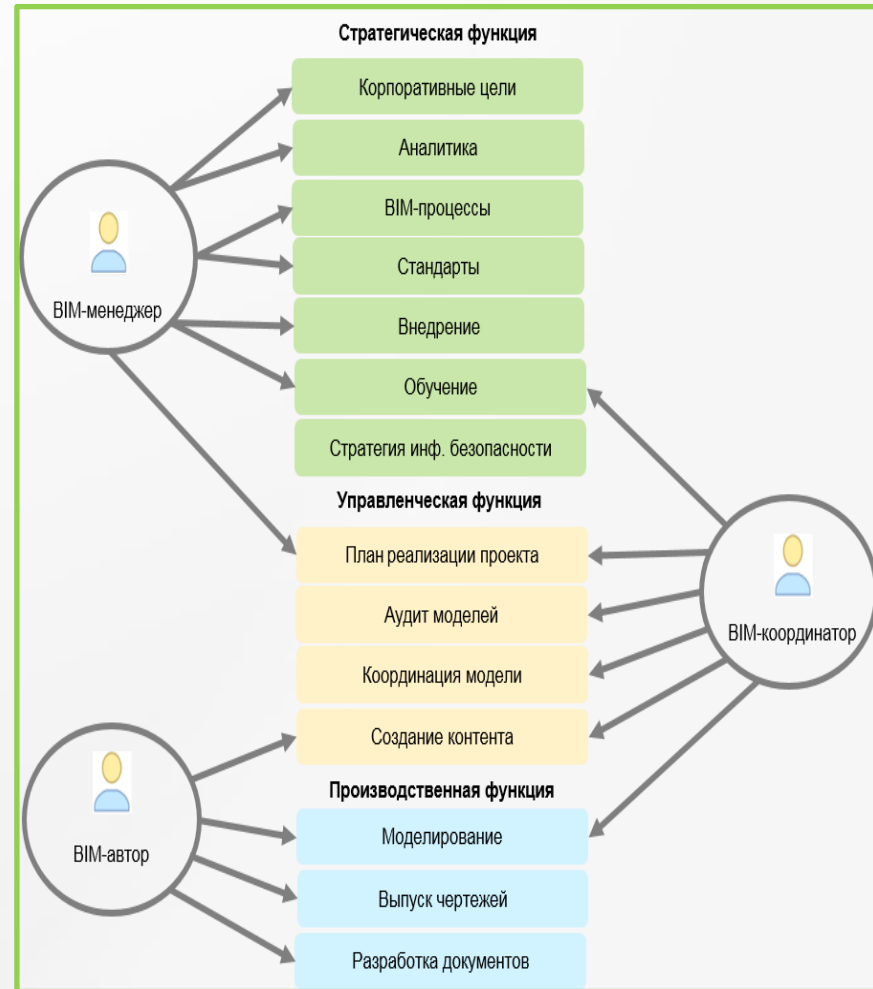 Стратегическая функция
Корпоративные цели
Аналитика
BIM-процессы
Стандарты
Внедрение
Обучение
Стратегия инф. безопасности
BIM-менеджер
Управленческая функция
План реализации проекта
Аудит моделей
Координация модели
Создание контента
BIM-координатор
Производственная функция
Моделирование
Выпуск чертежей
Разработка документов
BIM-автор